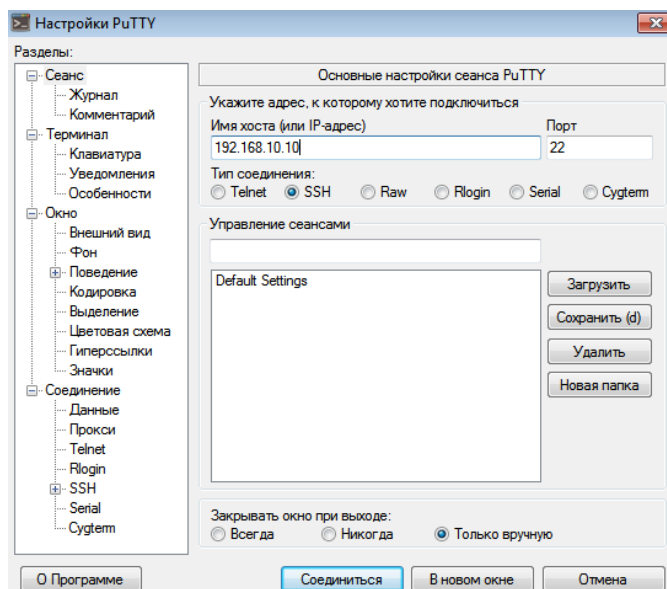 Настройки PuTTY
Разделы:
Сеанс
Журнал
Комментарий
Терминал
Клавиатура
Уведомления
Особенности
Окно
Внешний вид
Фон
Поведение
Кодировка
Выделение
Цветовая схема
Гиперссылки
Значки
Соединение
Данные
Прокси
Telnet
Rlogin
SSH
Serial
Cygterm
Основные настройки сеанса PuTTY
Укажите адрес, к которому хотите подключиться
Имя хоста (или IP-адрес) Порт
192.168.10.10 22
Тип соединения:
Telnet SSH Raw Rlogin Serial Cygterm
Управление сеансами
Default Settings
Загрузить
Сохранить (d)
Удалить
Новая папка
Закрывать окно при выходе:
Всегда Никогда Только вручную
О Программе Соединиться В новом окне Отмена